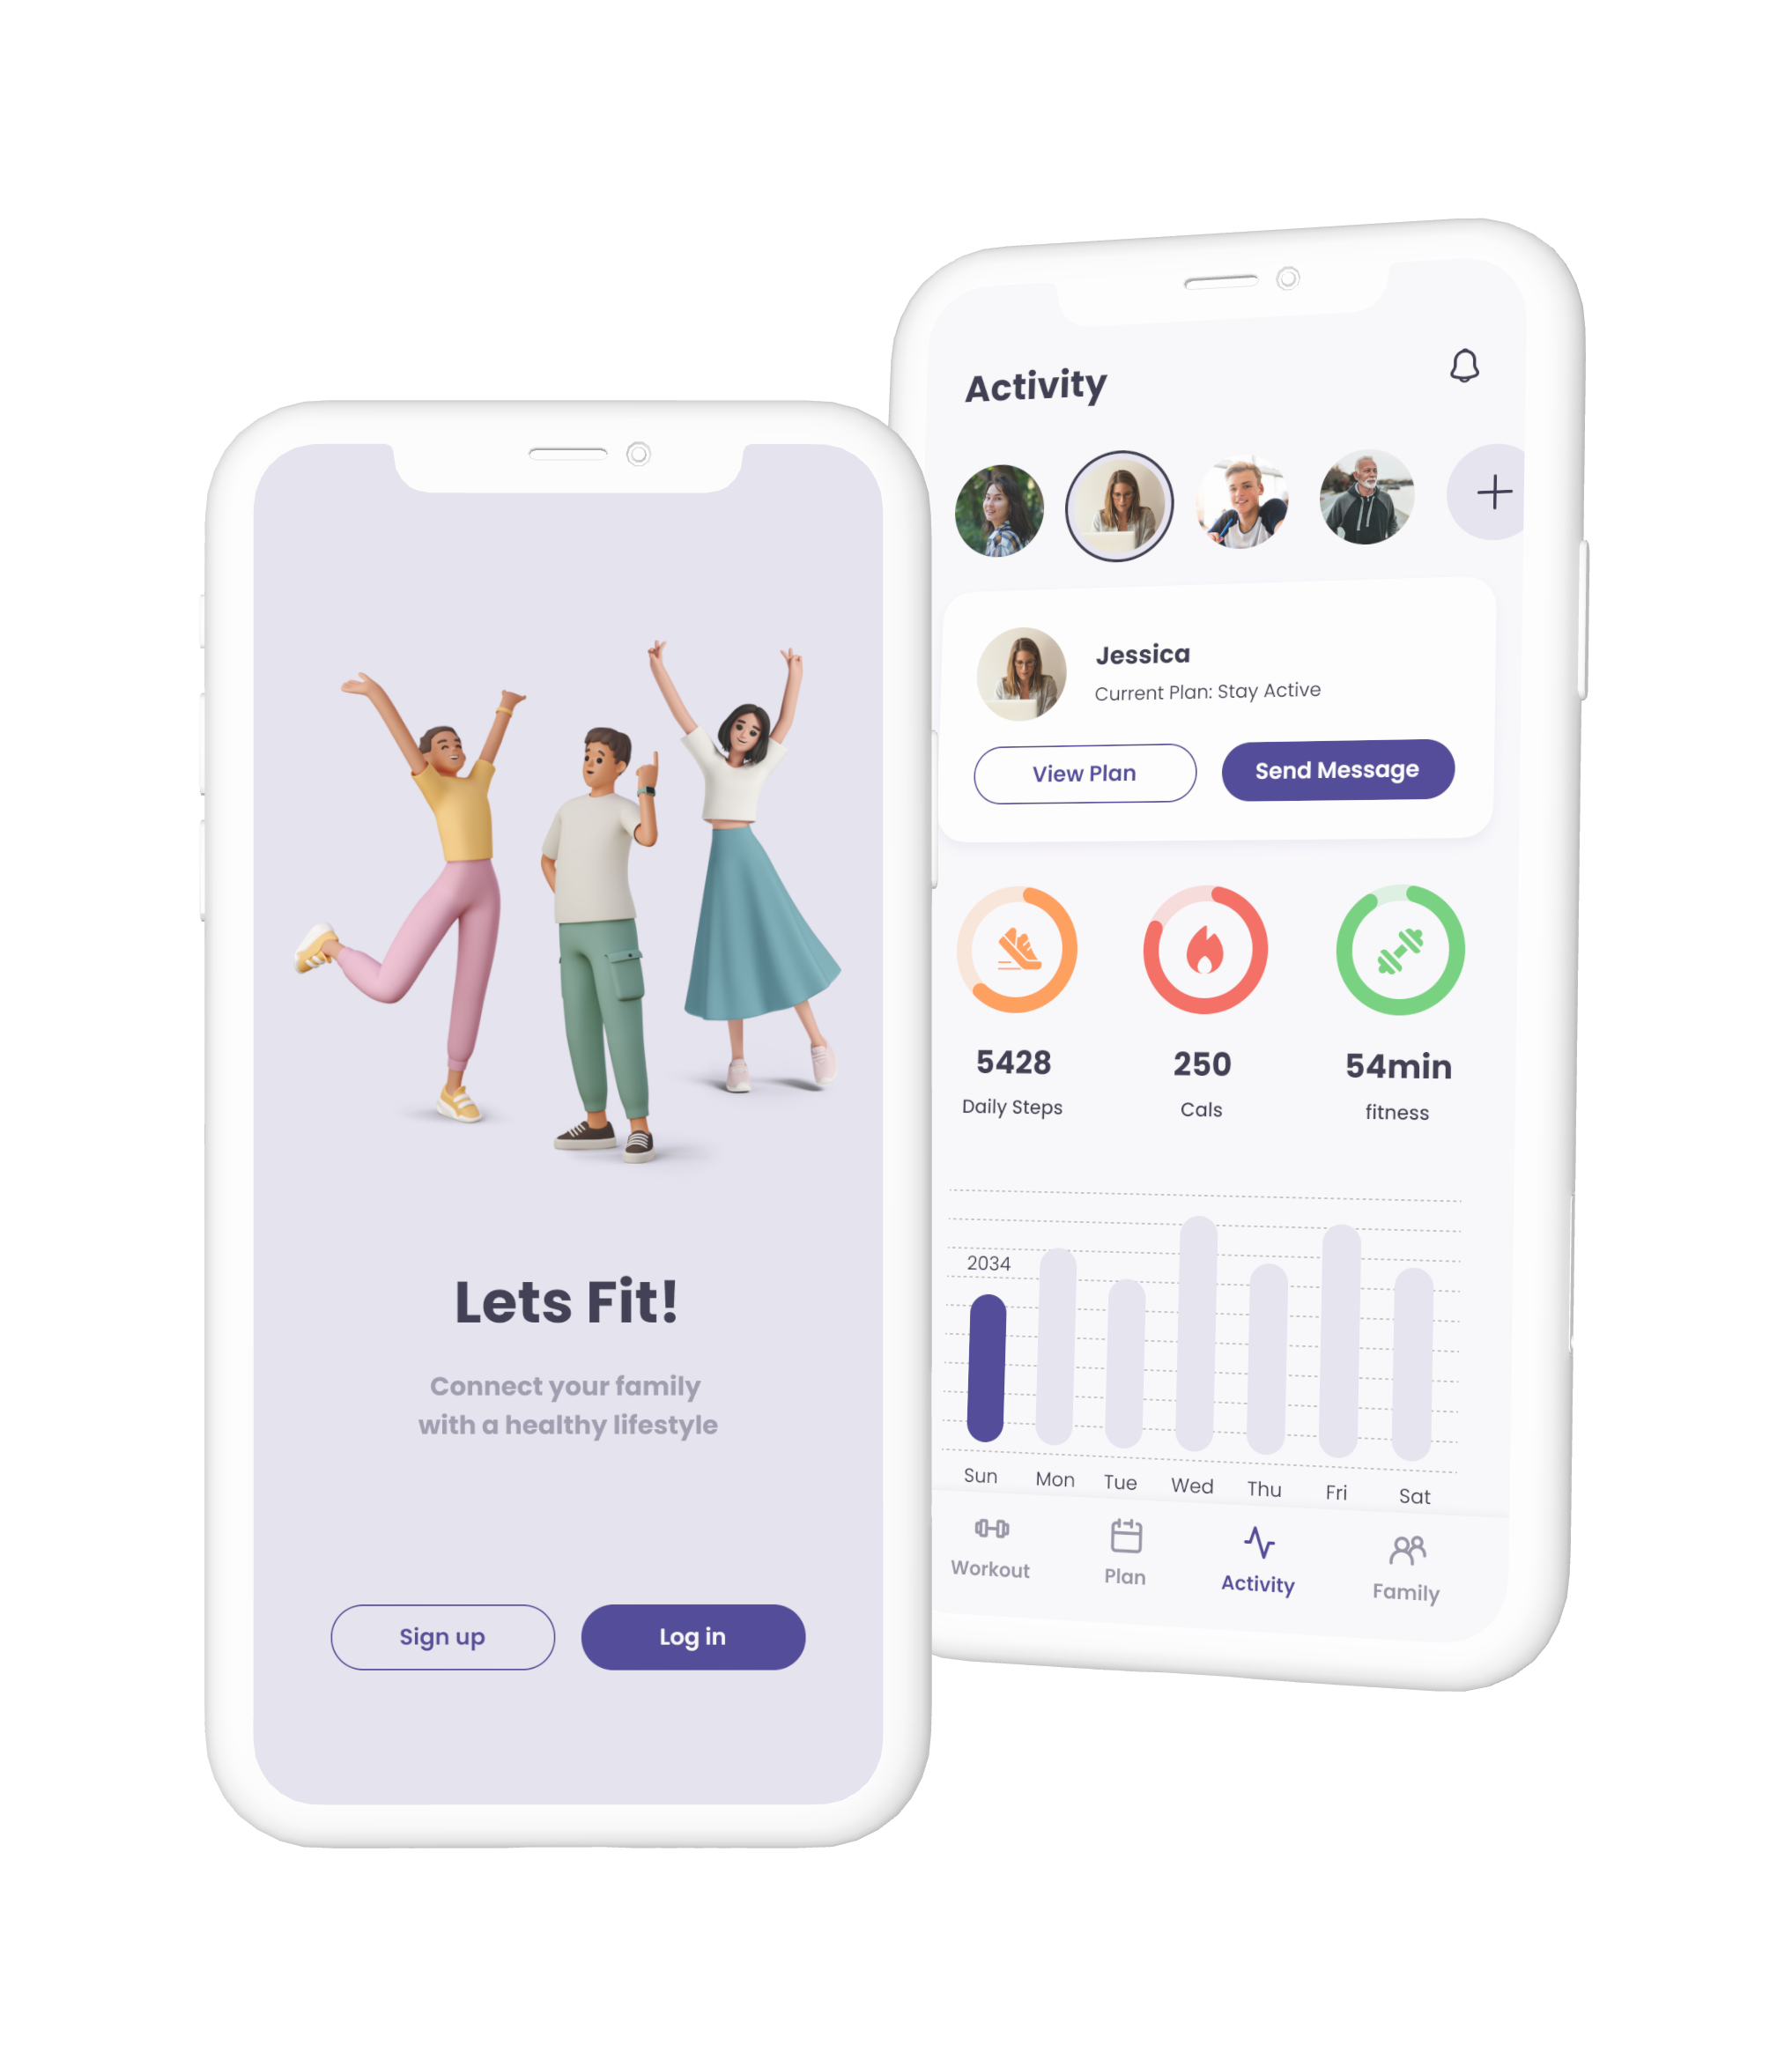 Lets Fit!
Connect your family
with a healthy lifestyle
Sign up
Log in
Activity
Jessica
Current Plan: Stay Active
View Plan
Send Message
5428
Daily Steps
250
Cals
54min
fitness
2034
Sun Mon Tue Wed Thu Fri Sat
Workout Plan Activity Family